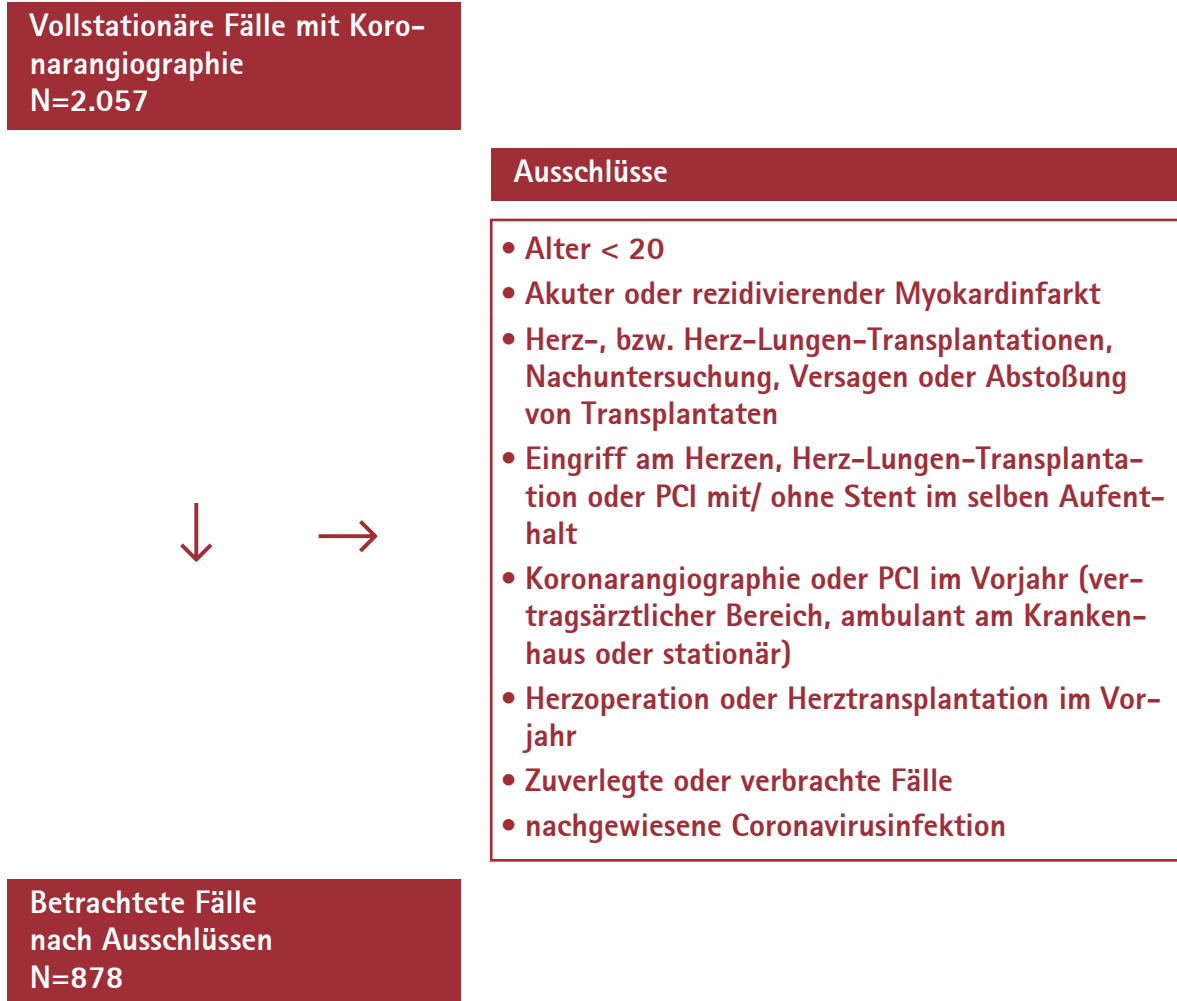 Vollstationäre Fälle mit Koro-
narangiographie
N=2.057
Ausschlüsse
• Alter < 20
• Akuter oder rezidivierender Myokardinfarkt
• Herz-, bzw. Herz-Lungen-Transplantationen,
Nachuntersuchung, Versagen oder Abstoßung
von Transplantaten
• Eingriff am Herzen, Herz-Lungen-Transplanta-
tion oder PCI mit/ ohne Stent im selben Aufent-
halt
• Koronarangiographie oder PCI im Vorjahr (ver-
tragsärztlicher Bereich, ambulant am Kranken-
haus oder stationär)
• Herzoperation oder Herztransplantation im Vor-
jahr
• Zuverlegte oder verbrachte Fälle
• nachgewiesene Coronavirusinfektion
Betrachtete Fälle
nach Ausschlüssen
N=878